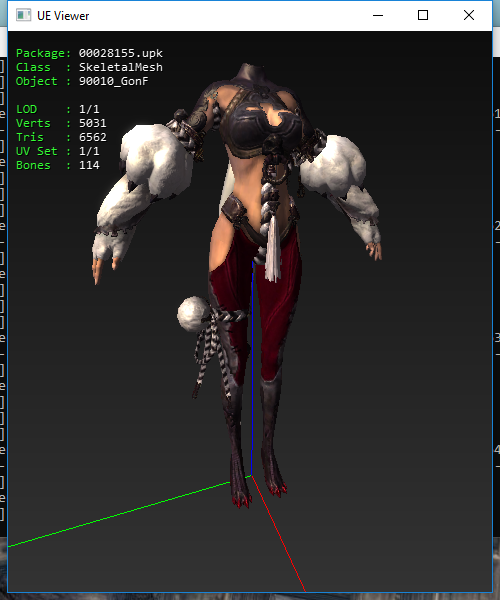 UE Viewer
Package: 00028155.upk
Class  : SkeletalMesh
Object : 90010_GonF
LOD    : 1/1
Verts  : 5031
Tris   : 6562
UV Set : 1/1
Bones  : 114